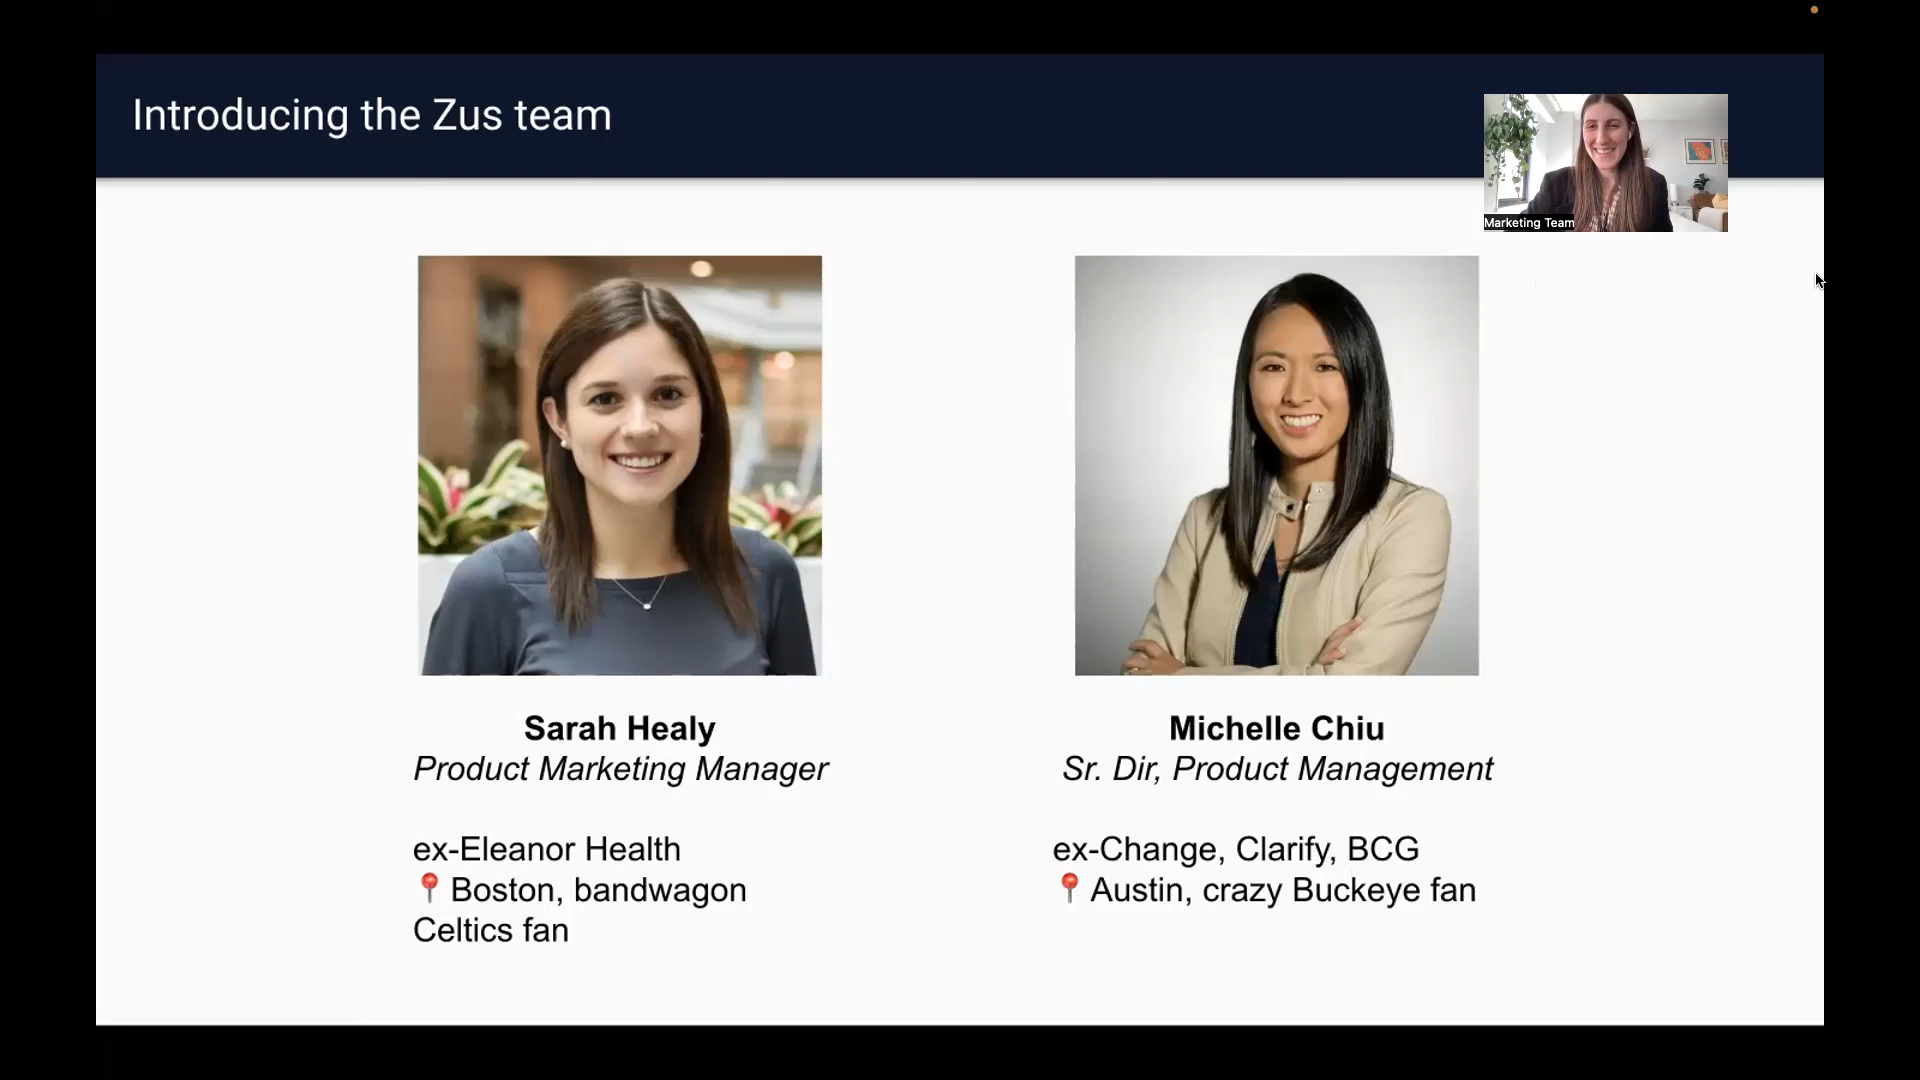 Introducing the Zus team
Marketing Team
Sarah Healy
Product Marketing Manager
ex-Eleanor Health
📍Boston, bandwagon
Celtics fan
Michelle Chiu
Sr. Dir, Product Management
ex-Change, Clarify, BCG
📍Austin, crazy Buckeye fan